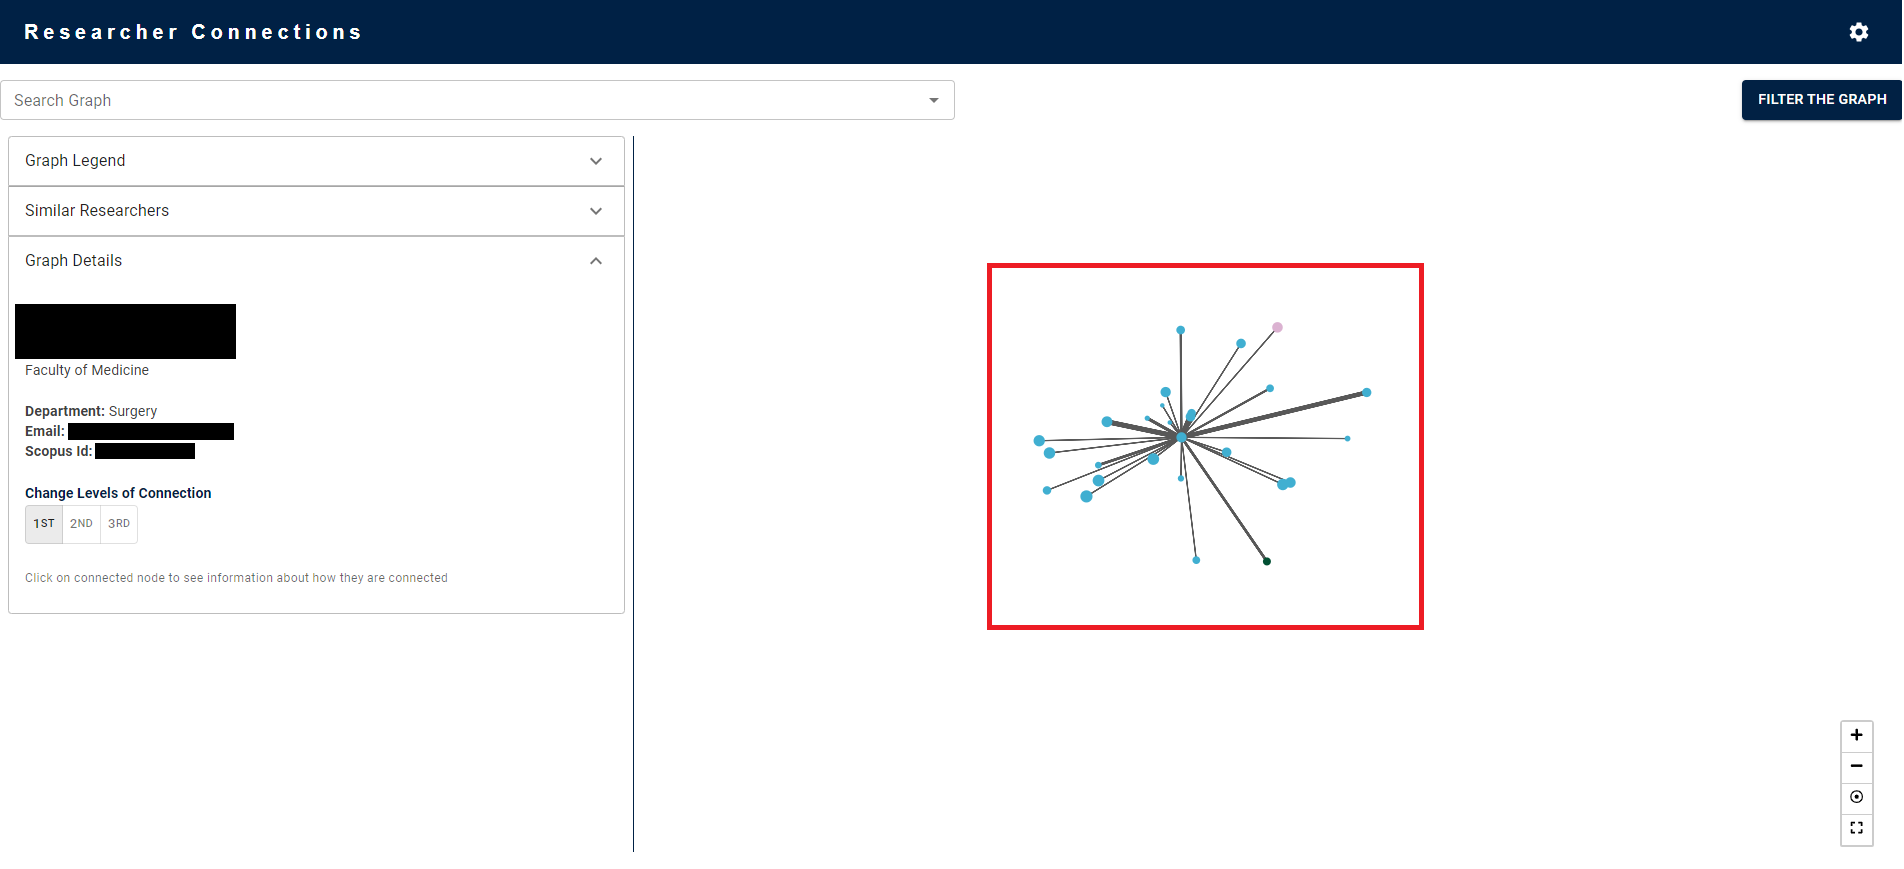 Researcher Connections
Search Graph
FILTER THE GRAPH
Graph Legend
Similar Researchers
Graph Details
Faculty of Medicine
Department: Surgery
Email:
Scopus Id:
Change Levels of Connection
1ST 2ND 3RD
Click on connected node to see information about how they are connected